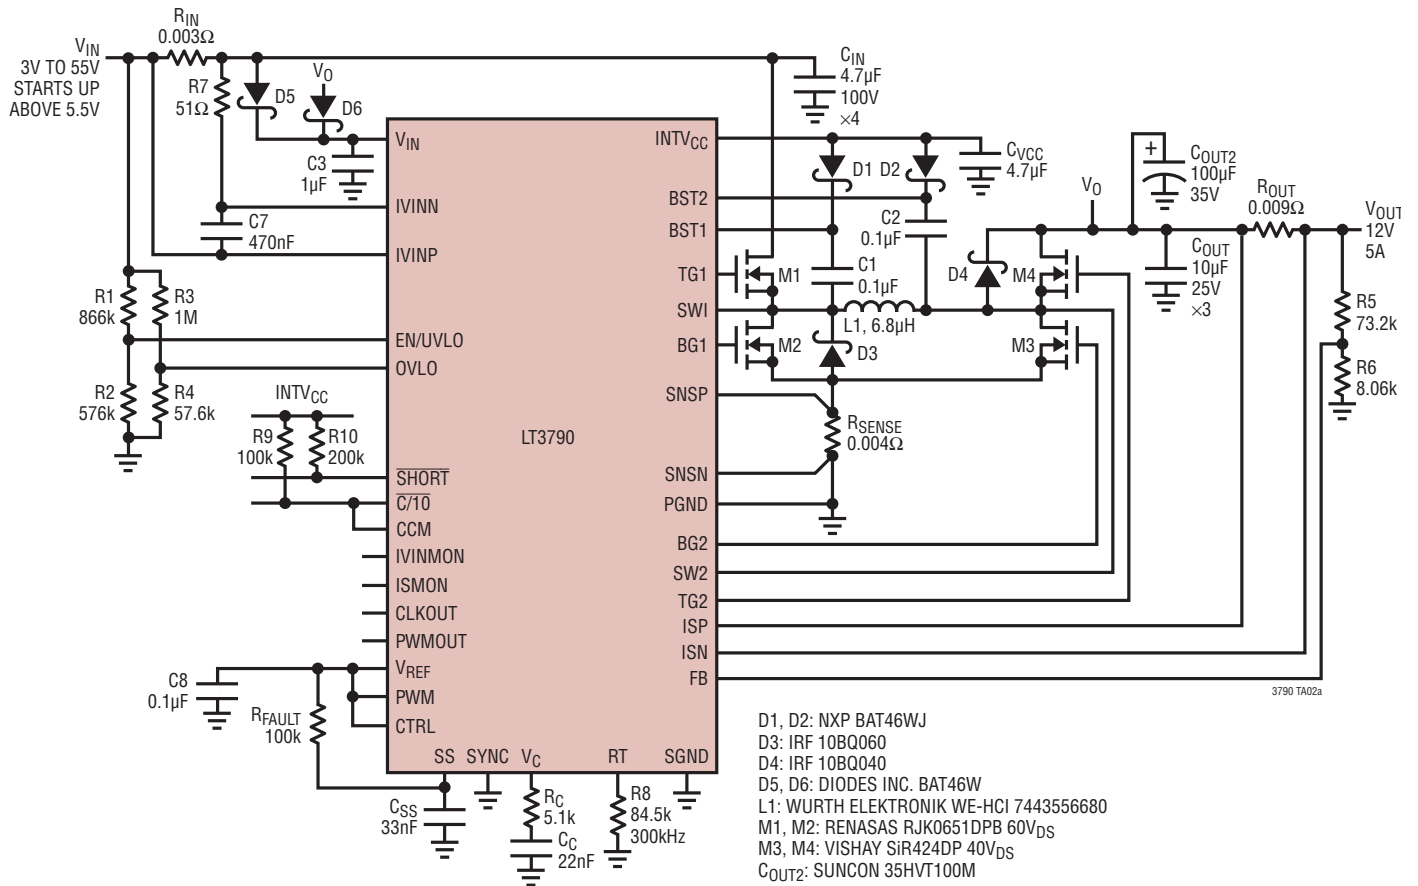 RIN
0.003Ω
VIN
3V TO 55V
STARTS UP
ABOVE 5.5V
R7
51Ω
D5
VO
D6
C3
1µF
C7
470nF
R1
866k
R3
1M
R2
576k
R4
57.6k
INTVCC
R9
100k
R10
200k
C8
0.1µF
RFAULT
100k
CSS
33nF
RC
5.1k
CC
22nF
R8
84.5k
300kHz
VIN
IVINN
IVINP
EN/UVLO
OVLO
SHORT
C/10
CCM
IVINMON
ISMON
CLKOUT
PWMOUT
VREF
PWM
CTRL
SS
SYNC
VC
RT
SGND
LT3790
INTVCC
BST2
BST1
TG1
SWI
BG1
SNSP
SNSN
PGND
BG2
SW2
TG2
ISP
ISN
FB
CIN
4.7µF
100V
×4
D1
D2
CVCC
4.7µF
C2
0.1µF
C1
0.1µF
M1
L1, 6.8µH
M2
D3
D4
M4
M3
RSENSE
0.004Ω
VO
+
COUT2
100µF
35V
ROUT
0.009Ω
VOUT
12V
5A
COUT
10µF
25V
×3
R5
73.2k
R6
8.06k
3790 TA02a
D1, D2: NXP BAT46WJ
D3: IRF 10BQ060
D4: IRF 10BQ040
D5, D6: DIODES INC. BAT46W
L1: WURTH ELEKTRONIK WE-HCI 7443556680
M1, M2: RENASAS RJK0651DPB 60VDS
M3, M4: VISHAY SiR424DP 40VDS
COUT2: SUNCON 35HVT100M